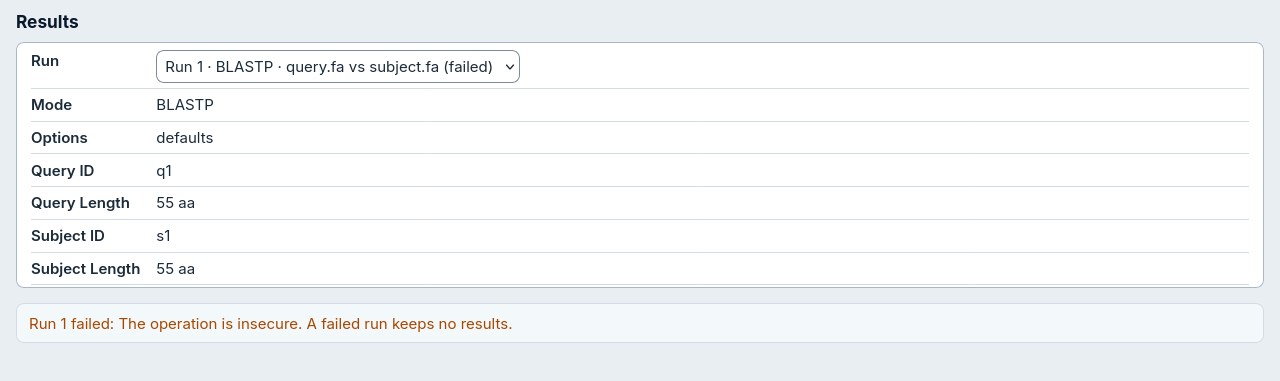 Results
Run Run 1 · BLASTP · query.fa vs subject.fa (failed)
Mode BLASTP
Options defaults
Query ID q1
Query Length 55 aa
Subject ID s1
Subject Length 55 aa
Run 1 failed: The operation is insecure. A failed run keeps no results.